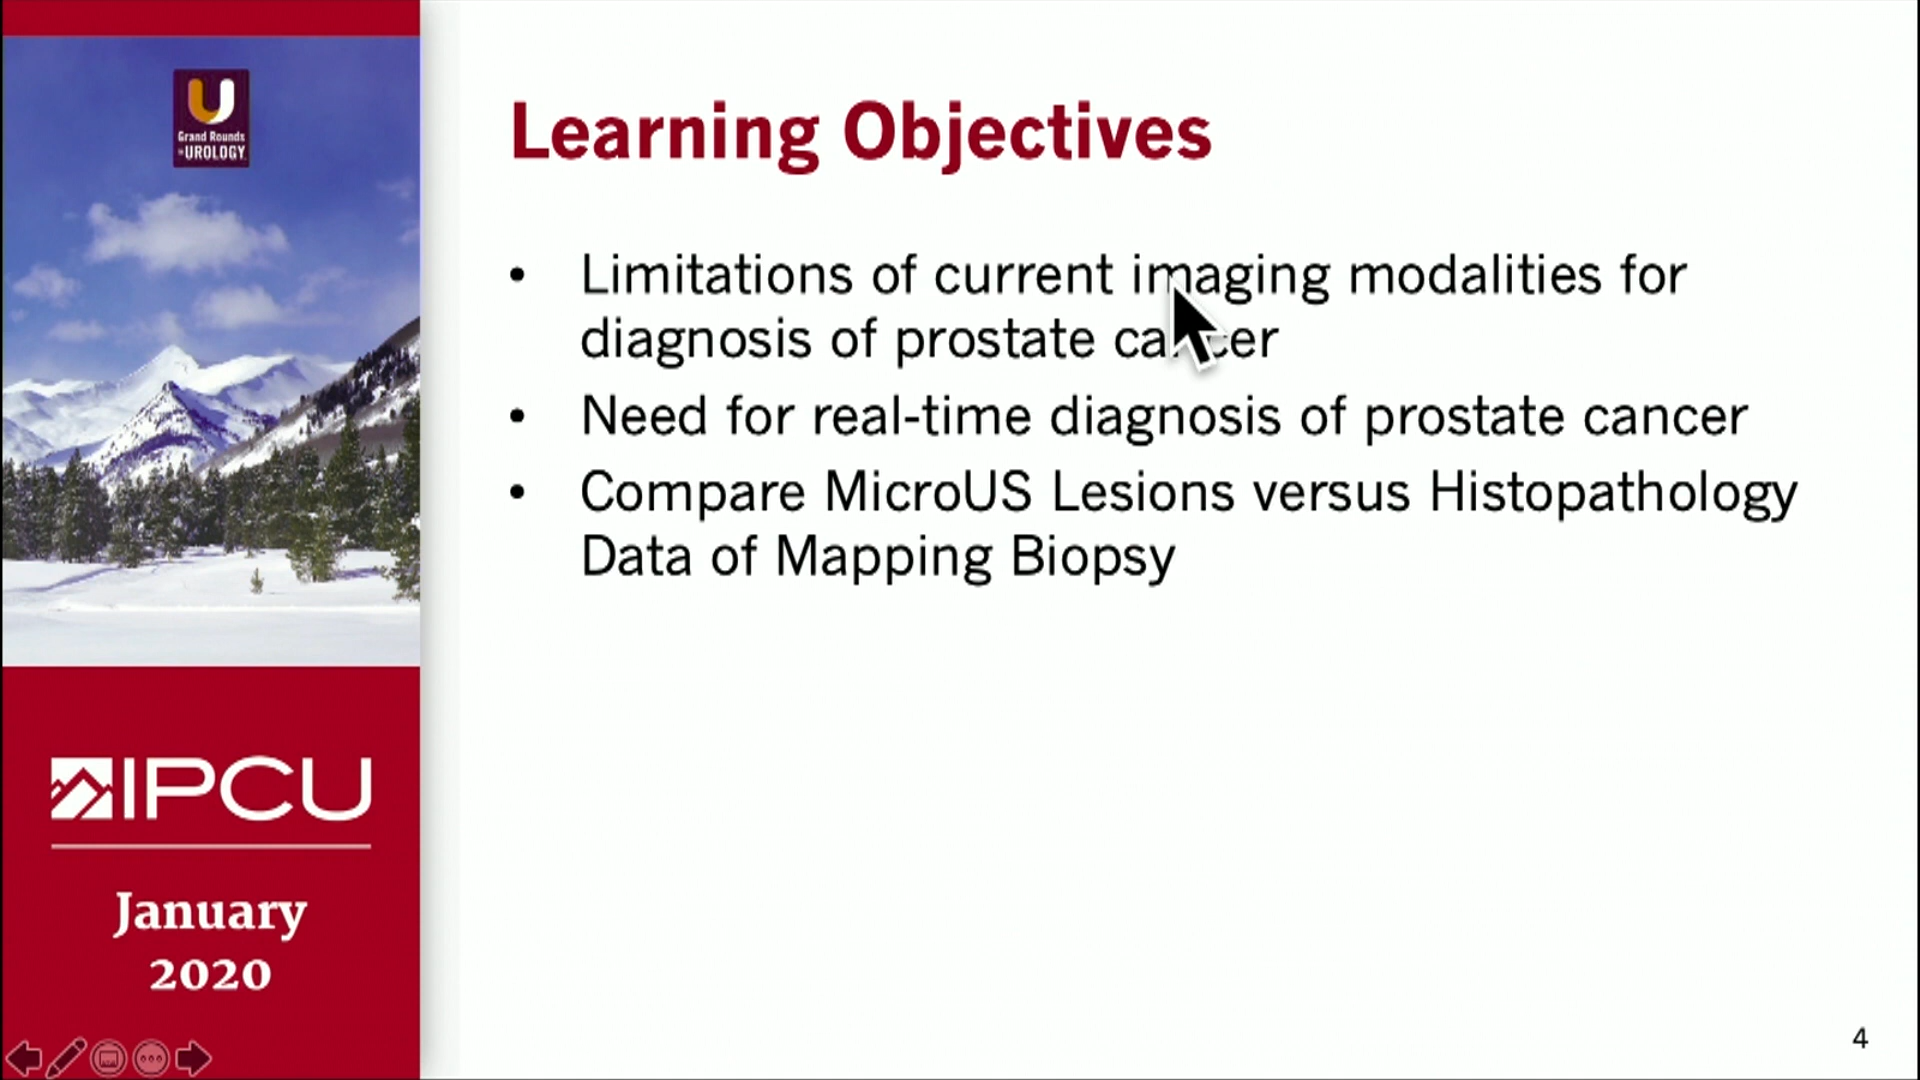 Grand Rounds
in UROLOGY
Learning Objectives
• Limitations of current imaging modalities for
diagnosis of prostate cancer
• Need for real-time diagnosis of prostate cancer
• Compare MicroUS Lesions versus Histopathology
Data of Mapping Biopsy
IPCU
January
2020
4